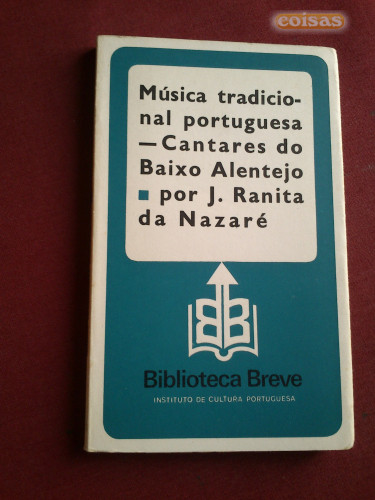 coisas
Música tradicio-
nal portuguesa
—Cantares do
Baixo Alentejo
■ por J. Ranita
da Nazaré
Biblioteca Breve
INSTITUTO DE CULTURA PORTUGUESA